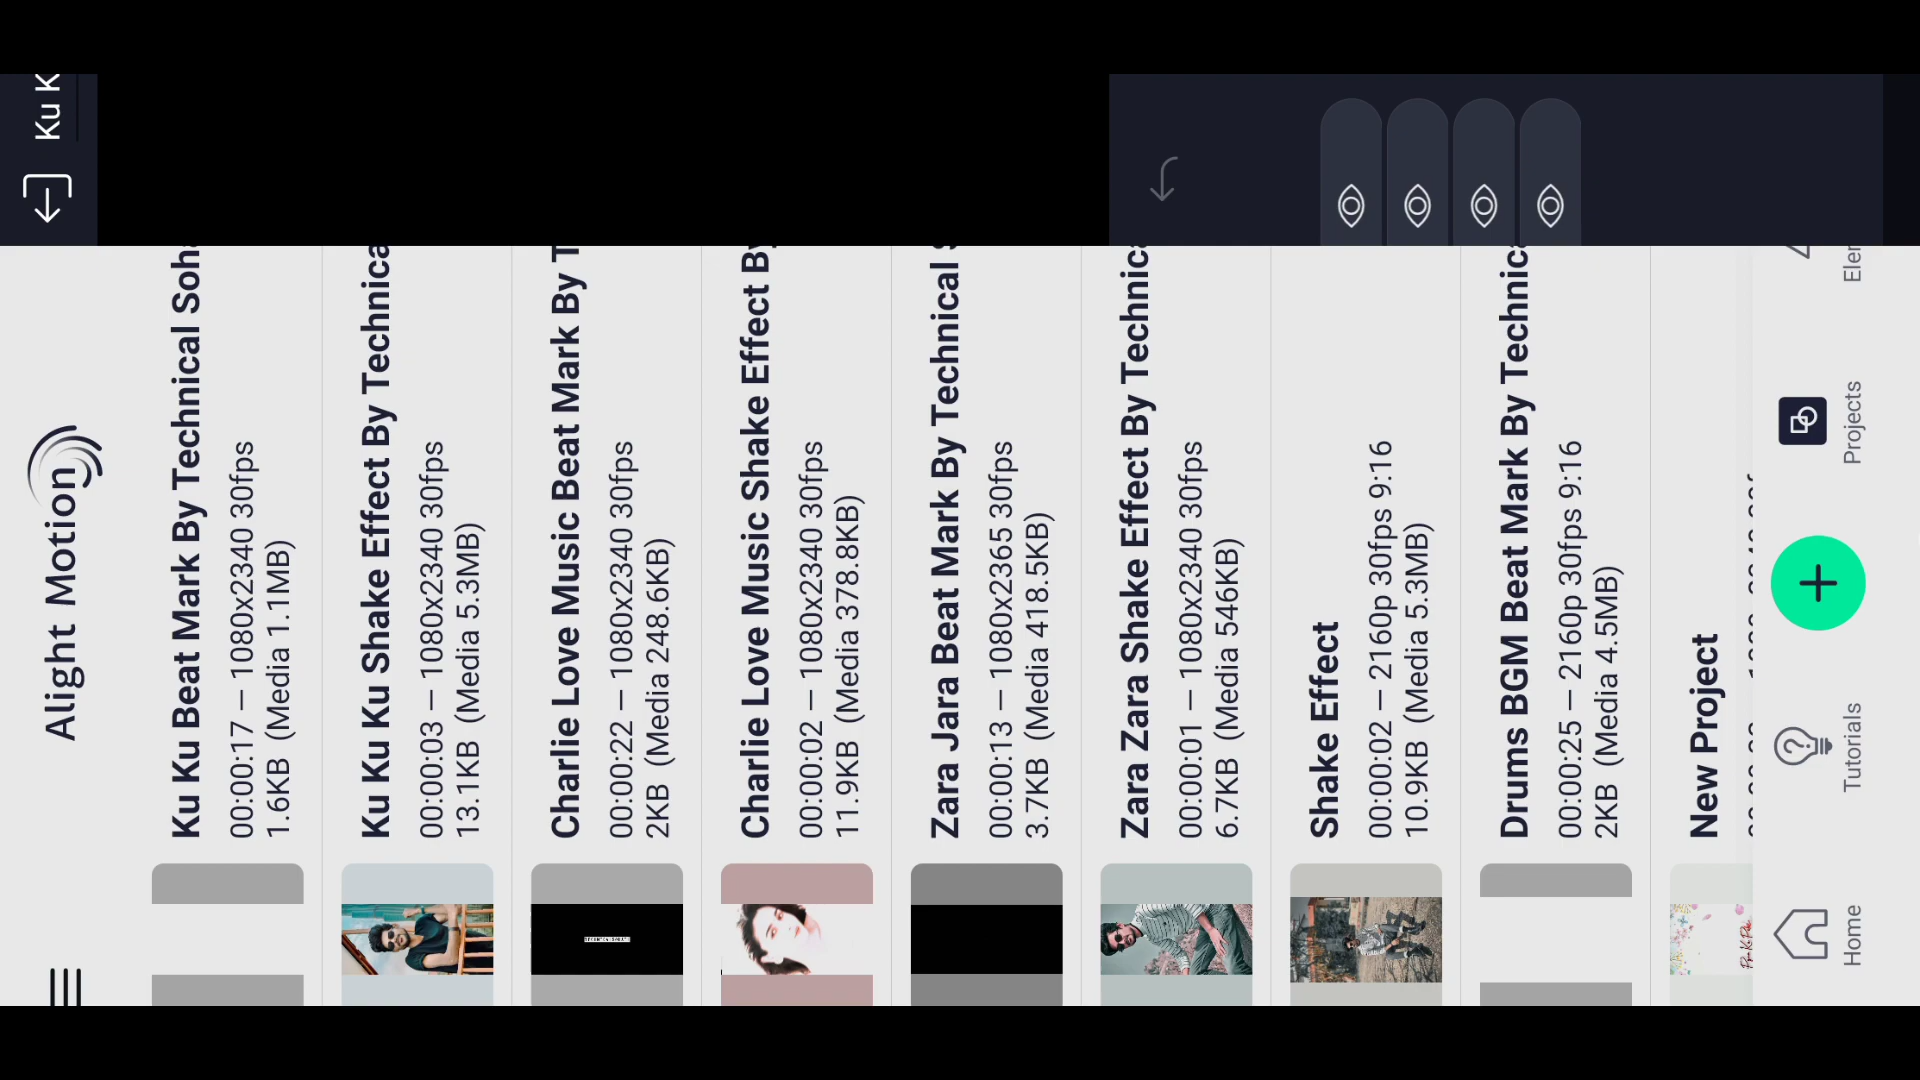 Ku K
Alight Motion
Ku Ku Beat Mark By Technical Soh
00:00:17 — 1080x2340 30fps
1.6KB (Media 1.1MB)
Ku Ku Ku Shake Effect By Technica
00:00:03 — 1080x2340 30fps
13.1KB (Media 5.3MB)
Charlie Love Music Beat Mark By T
00:00:22 — 1080x2340 30fps
2KB (Media 248.6KB)
Charlie Love Music Shake Effect By
00:00:02 — 1080x2340 30fps
11.9KB (Media 378.8KB)
Zara Jara Beat Mark By Technical S
00:00:13 — 1080x2365 30fps
3.7KB (Media 418.5KB)
Zara Zara Shake Effect By Technic
00:00:01 — 1080x2340 30fps
6.7KB (Media 546KB)
Shake Effect
00:00:02 — 2160p 30fps 9:16
10.9KB (Media 5.3MB)
Drums BGM Beat Mark By Technic
00:00:25 — 2160p 30fps 9:16
2KB (Media 4.5MB)
New Project
Home
Tutorials
Projects
Elem